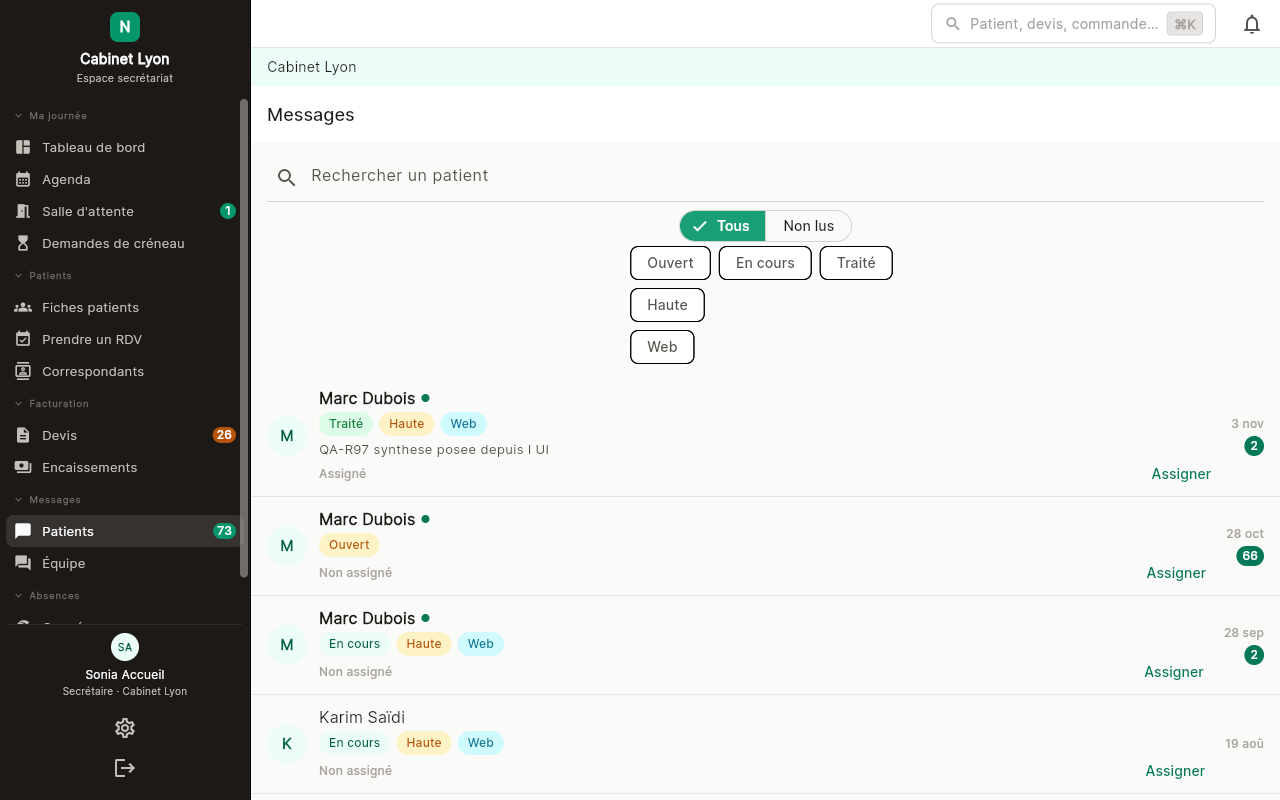 N
Cabinet Lyon
Espace secrétariat
Ma journée
Tableau de bord
Agenda
Salle d'attente 1
Demandes de créneau
Patients
Fiches patients
Prendre un RDV
Correspondants
Facturation
Devis 26
Encaissements
Messages
Patients 73
Équipe
Absences
SA
Sonia Accueil
Secrétaire · Cabinet Lyon
Patient, devis, commande... ⌘K
Cabinet Lyon
Messages
Rechercher un patient
Tous Non lus
Ouvert En cours Traité
Haute
Web
M
Marc Dubois
Traité Haute Web
QA-R97 synthese posee depuis l UI
Assigné
3 nov
2
Assigner
M
Marc Dubois
Ouvert
Non assigné
28 oct
66
Assigner
M
Marc Dubois
En cours Haute Web
Non assigné
28 sep
2
Assigner
K
Karim Saïdi
En cours Haute Web
Non assigné
19 aoû
Assigner